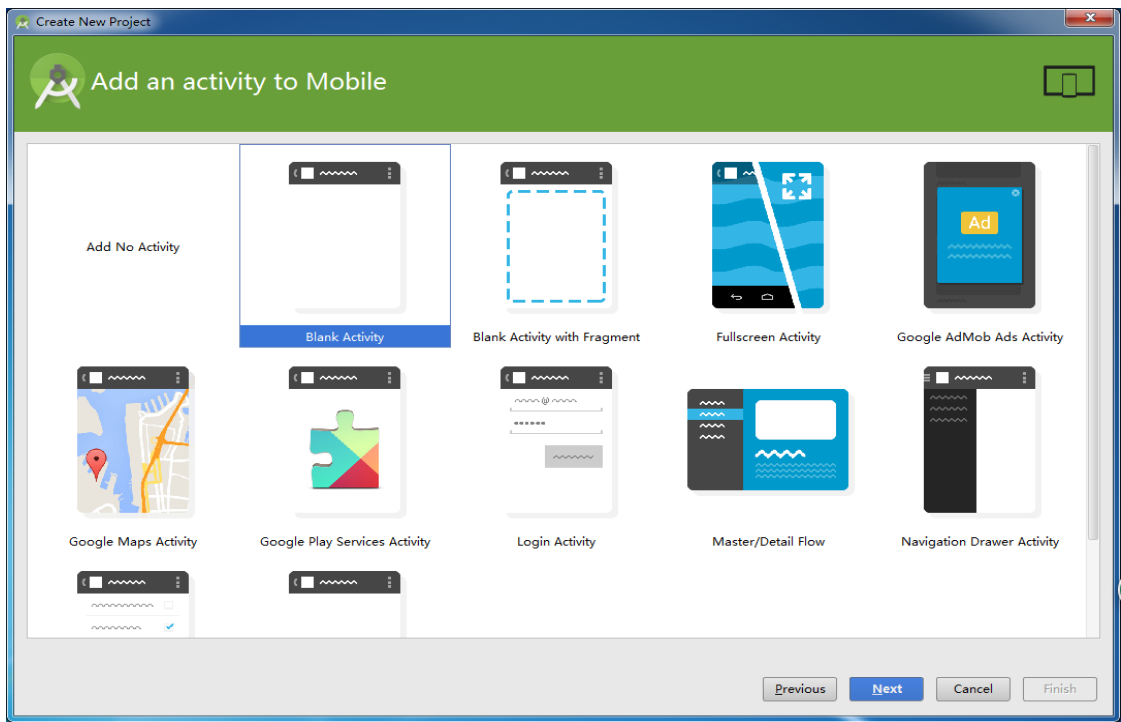 Create New Project
Add an activity to Mobile
Ad
Add No Activity
Blank Activity
Blank Activity with Fragment
Fullscreen Activity
Google AdMob Ads Activity
Google Maps Activity
Google Play Services Activity
Login Activity
Master/Detail Flow
Navigation Drawer Activity
Previous
Next
Cancel
Finish